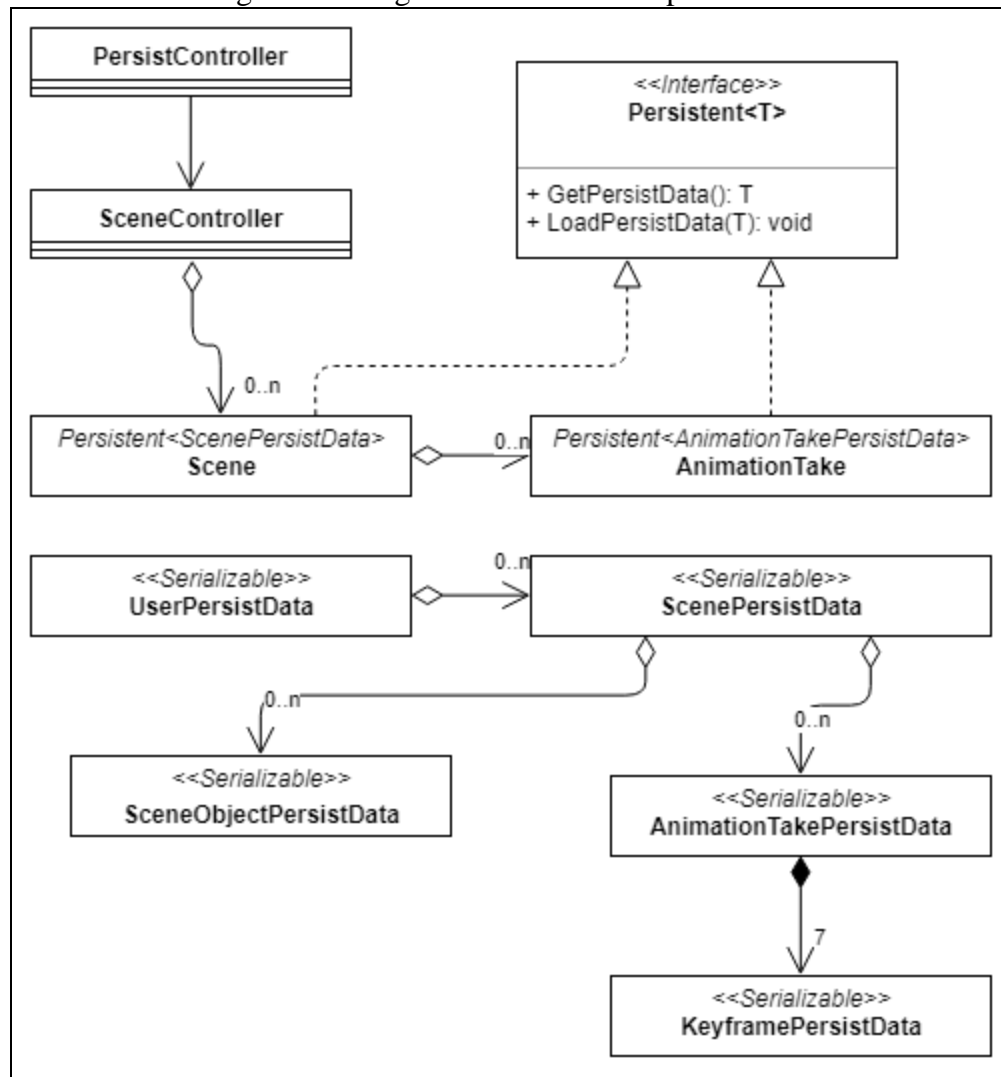 PersistController
<<Interface>>
Persistent<T>
+ GetPersistData(): T
+ LoadPersistData(T): void
SceneController
0..n
Persistent<ScenePersistData>
Scene
0..n
Persistent<AnimationTakePersistData>
AnimationTake
<<Serializable>>
UserPersistData
0..n
<<Serializable>>
ScenePersistData
0..n
0..n
<<Serializable>>
SceneObjectPersistData
<<Serializable>>
AnimationTakePersistData
7
<<Serializable>>
KeyframePersistData